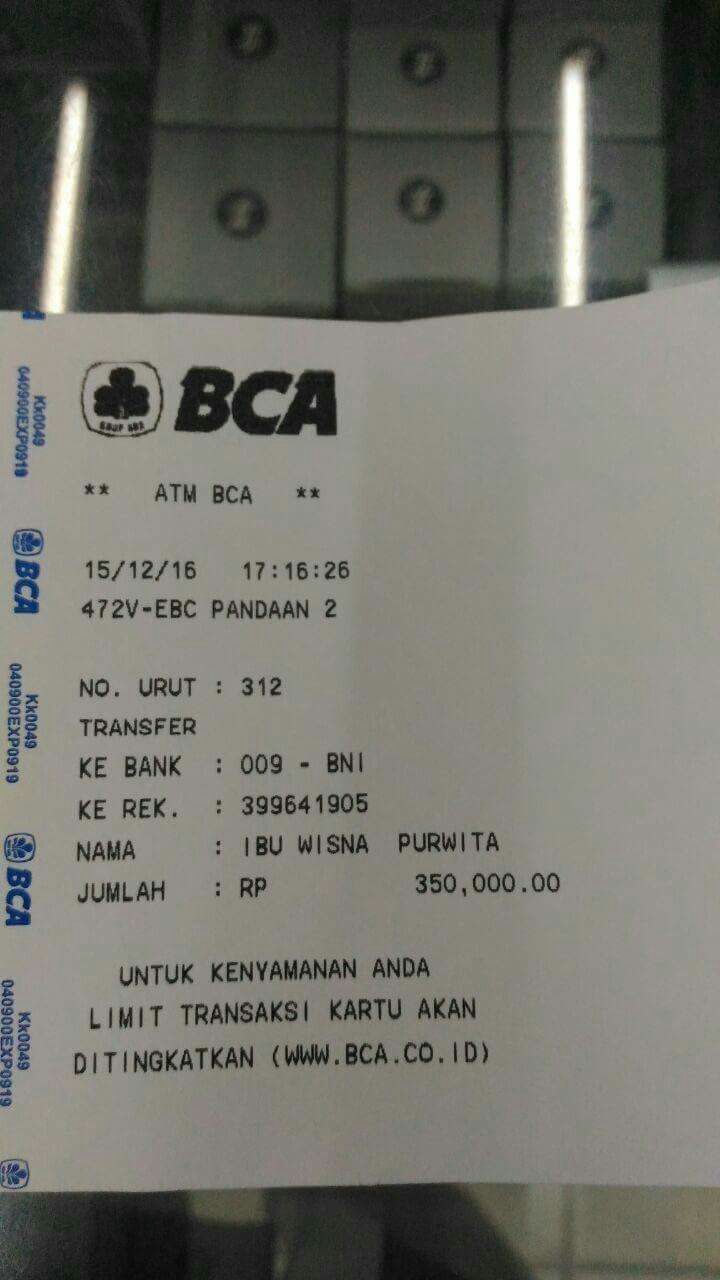 BCA
** ATM BCA **
15/12/16 17:16:26
472V-EBC PANDAAN 2
NO. URUT : 312
TRANSFER
KE BANK : 009 - BNI
KE REK. : 399641905
NAMA : IBU WISNA PURWITA
JUMLAH : RP 350,000.00
UNTUK KENYAMANAN ANDA
LIMIT TRANSAKSI KARTU AKAN
DITINGKATKAN (WWW.BCA.CO.ID)
Kk0049
040900EXP0919
BCA
Kk0049
040900EXP0919
BCA
Kk0049
040900EXP0919